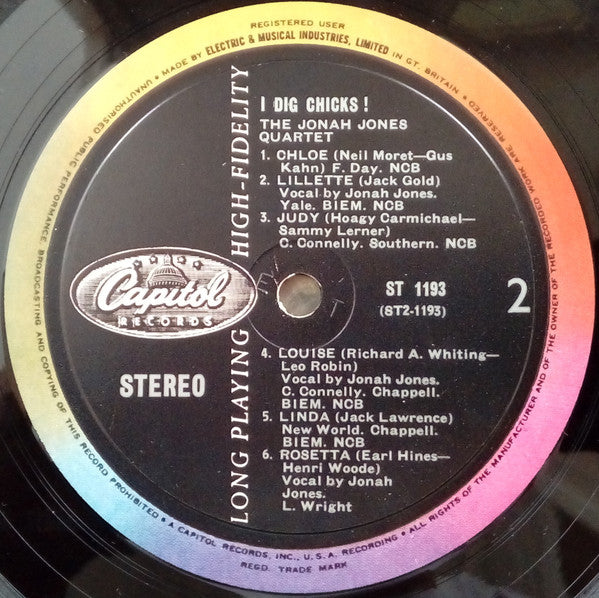 REGISTERED USER
UNAUTHORISED PUBLIC PERFORMANCE, BROADCASTING AND COPYING OF THIS RECORD PROHIBITED • MADE BY ELECTRIC & MUSICAL INDUSTRIES, LIMITED IN GT. BRITAIN • ALL RIGHTS OF THE MANUFACTURER AND OF THE OWNER OF THE RECORDED WORK ARE RESERVED
I DIG CHICKS!
THE JONAH JONES
QUARTET
1. CHLOE (Neil Moret—Gus
Kahn) F. Day. NCB
2. LILLETTE (Jack Gold)
Vocal by Jonah Jones.
Yale. BIEM. NCB
3. JUDY (Hoagy Carmichael—
Sammy Lerner)
C. Connelly. Southern. NCB
LONG PLAYING HIGH-FIDELITY
Capitol
RECORDS
ST 1193
(ST2-1193)
2
STEREO
4. LOUISE (Richard A. Whiting—
Leo Robin)
Vocal by Jonah Jones.
C. Connelly. Chappell.
BIEM. NCB
5. LINDA (Jack Lawrence)
New World. Chappell.
BIEM. NCB
6. ROSETTA (Earl Hines—
Henri Woode)
Vocal by Jonah
Jones.
L. Wright
• A CAPITOL RECORDS, INC., U.S.A. RECORDING •
REGD. TRADE MARK